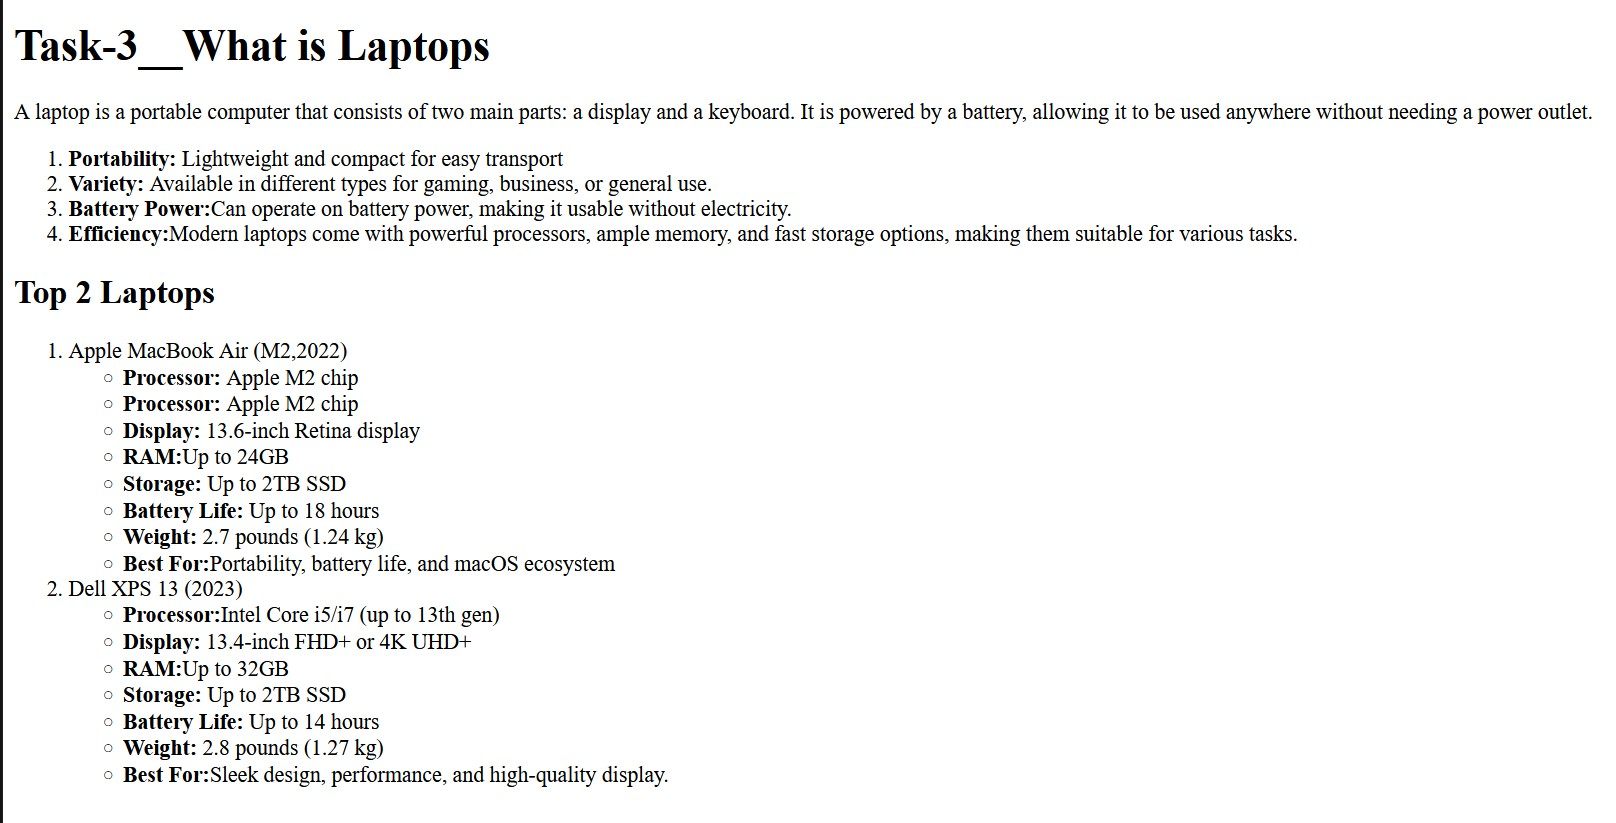 Task-3__What is Laptops
A laptop is a portable computer that consists of two main parts: a display and a keyboard. It is powered by a battery, allowing it to be used anywhere without needing a power outlet.
1. Portability: Lightweight and compact for easy transport
2. Variety: Available in different types for gaming, business, or general use.
3. Battery Power:Can operate on battery power, making it usable without electricity.
4. Efficiency:Modern laptops come with powerful processors, ample memory, and fast storage options, making them suitable for various tasks.
Top 2 Laptops
1. Apple MacBook Air (M2,2022)
○ Processor: Apple M2 chip
○ Processor: Apple M2 chip
○ Display: 13.6-inch Retina display
○ RAM:Up to 24GB
○ Storage: Up to 2TB SSD
○ Battery Life: Up to 18 hours
○ Weight: 2.7 pounds (1.24 kg)
○ Best For:Portability, battery life, and macOS ecosystem
2. Dell XPS 13 (2023)
○ Processor:Intel Core i5/i7 (up to 13th gen)
○ Display: 13.4-inch FHD+ or 4K UHD+
○ RAM:Up to 32GB
○ Storage: Up to 2TB SSD
○ Battery Life: Up to 14 hours
○ Weight: 2.8 pounds (1.27 kg)
○ Best For:Sleek design, performance, and high-quality display.